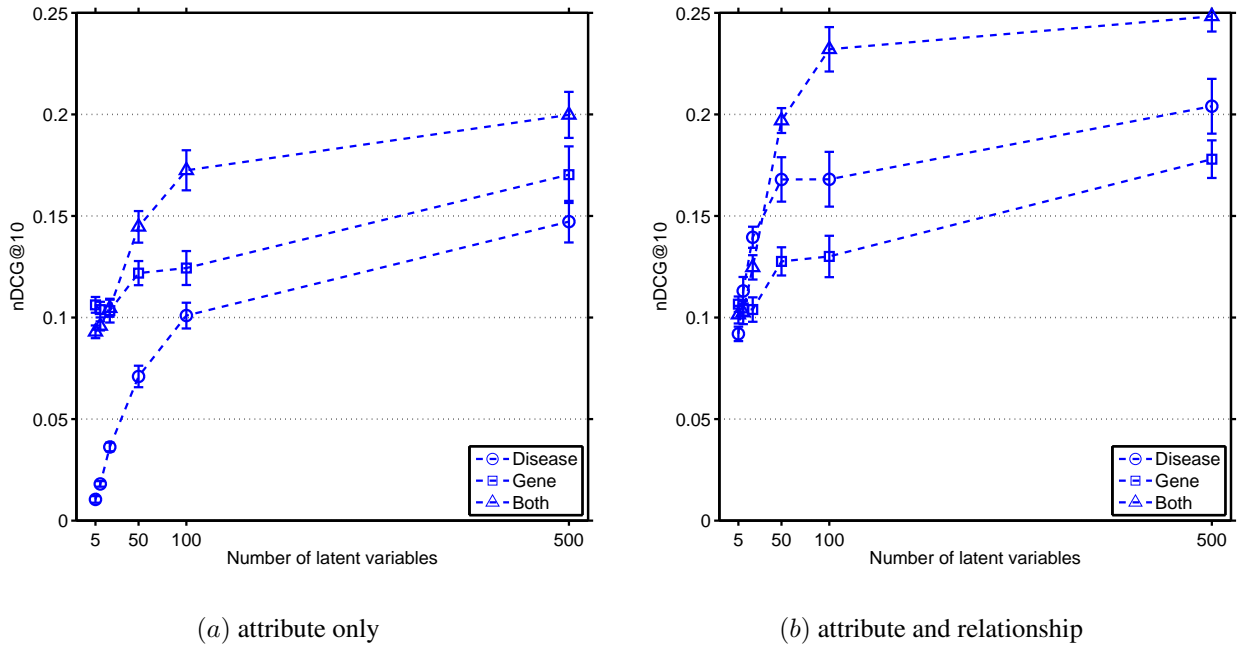 0.25
0.2
0.15
0.1
0.05
0
nDCG@10
5 50 100 500
Number of latent variables
Disease
Gene
Both
(a) attribute only
0.25
0.2
0.15
0.1
0.05
0
nDCG@10
5 50 100 500
Number of latent variables
Disease
Gene
Both
(b) attribute and relationship